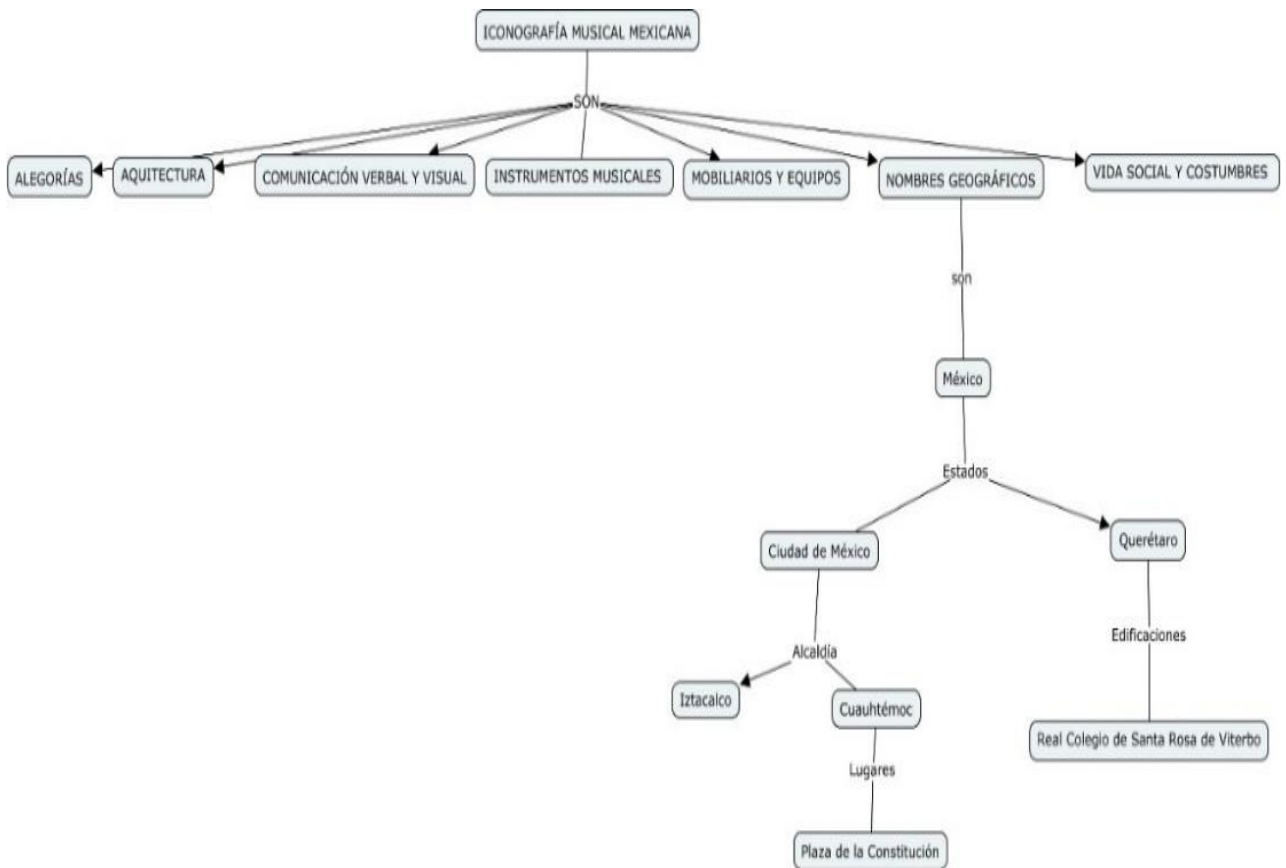 ICONOGRAFÍA MUSICAL MEXICANA
SON
ALEGORÍAS
AQUITECTURA
COMUNICACIÓN VERBAL Y VISUAL
INSTRUMENTOS MUSICALES
MOBILIARIOS Y EQUIPOS
NOMBRES GEOGRÁFICOS
VIDA SOCIAL Y COSTUMBRES
son
México
Estados
Ciudad de México
Querétaro
Alcaldía
Edificaciones
Iztacalco
Cuauhtémoc
Real Colegio de Santa Rosa de Viterbo
Lugares
Plaza de la Constitución